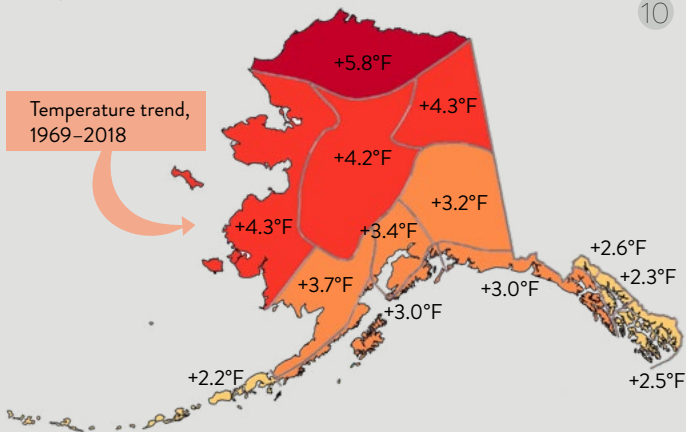 10
+5.8°F
Temperature trend,
1969–2018
+4.3°F
+4.2°F
+3.2°F
+4.3°F
+3.4°F
+2.6°F
+2.3°F
+3.7°F
+3.0°F
+3.0°F
+2.2°F
+2.5°F